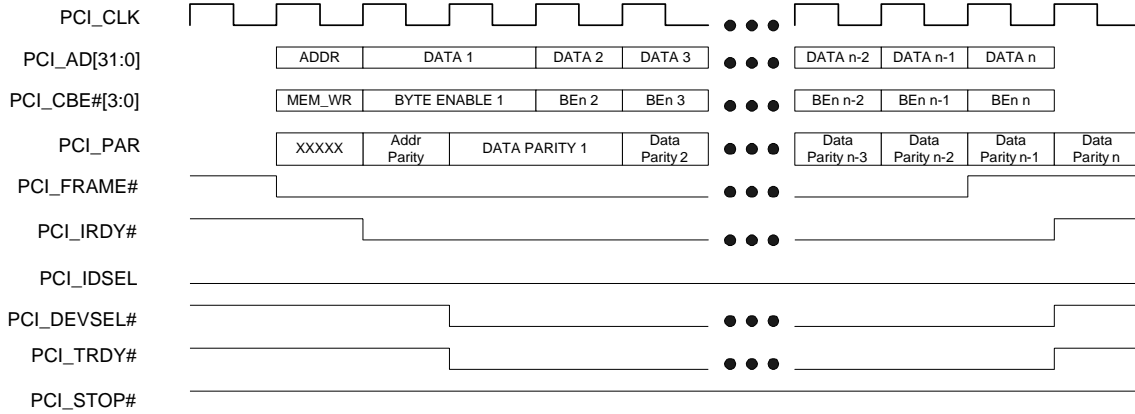 PCI_CLK
PCI_AD[31:0] ADDR DATA 1 DATA 2 DATA 3 DATA n-2 DATA n-1 DATA n
PCI_CBE#[3:0] MEM_WR BYTE ENABLE 1 BEn 2 BEn 3 BEn n-2 BEn n-1 BEn n
PCI_PAR XXXXX Addr Parity DATA PARITY 1 Data Parity 2 Data Parity n-3 Data Parity n-2 Data Parity n-1 Data Parity n
PCI_FRAME#
PCI_IRDY#
PCI_IDSEL
PCI_DEVSEL#
PCI_TRDY#
PCI_STOP#